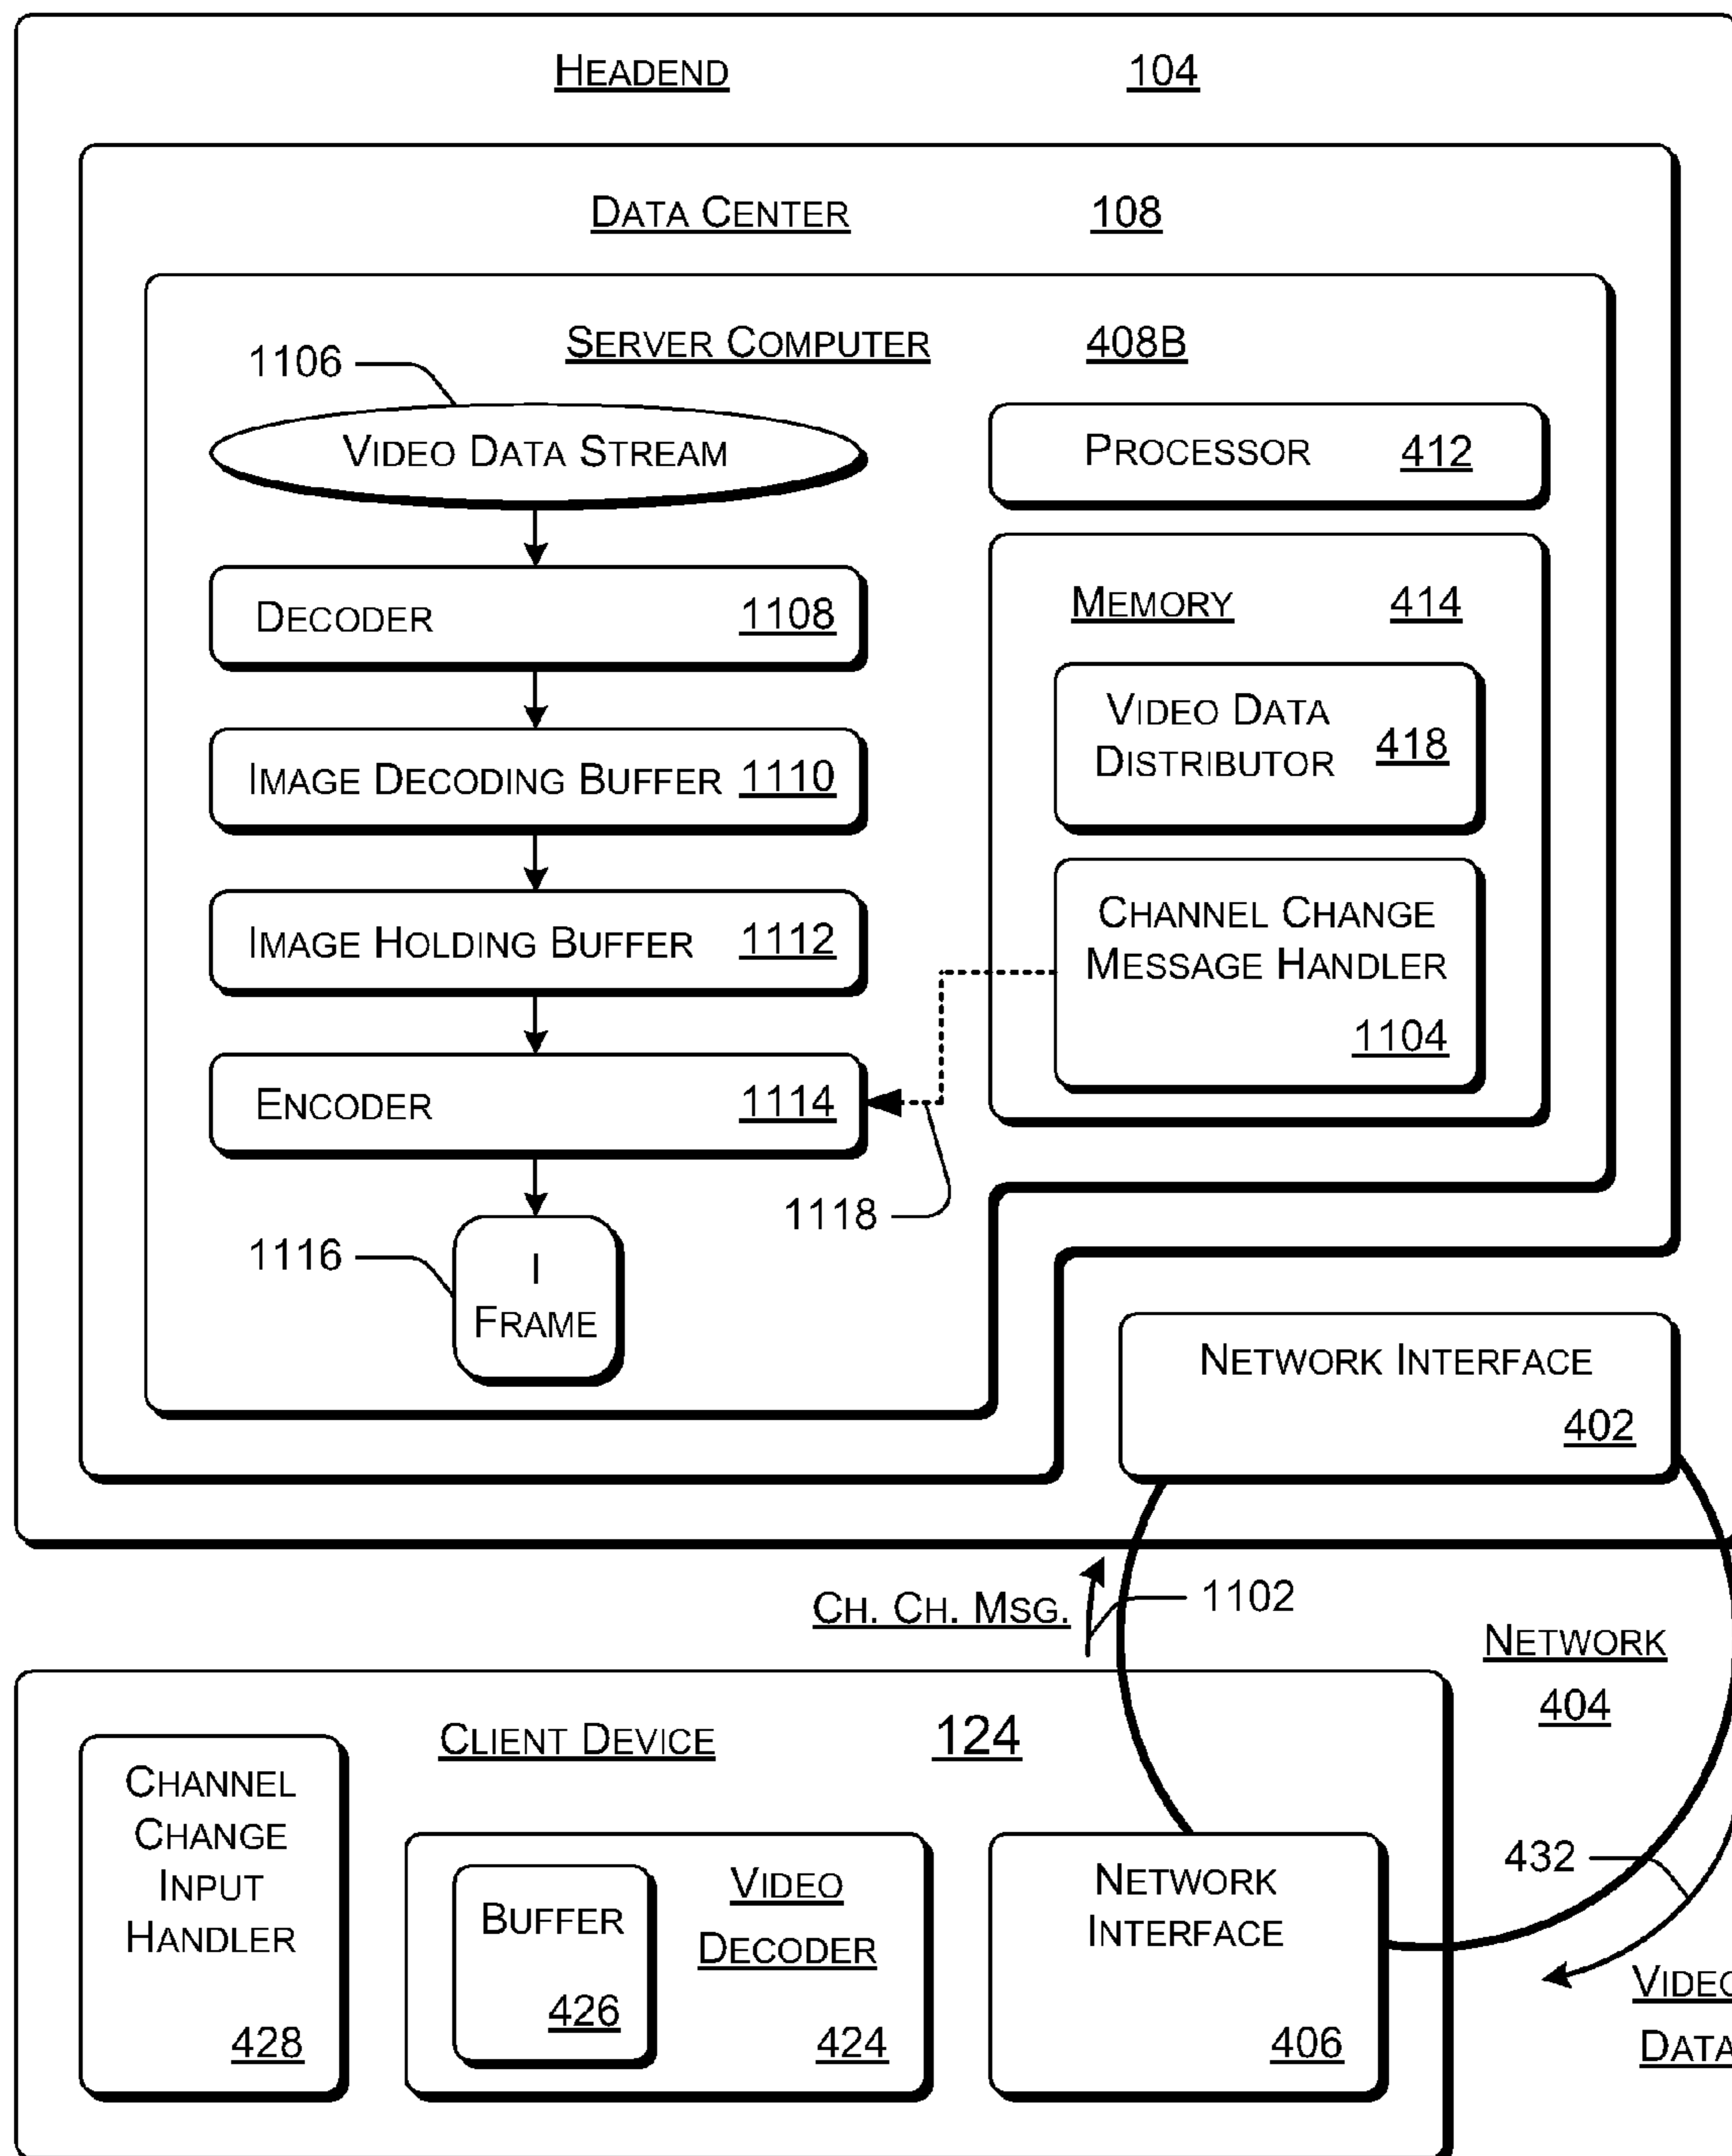 HEADEND 104
DATA CENTER 108
SERVER COMPUTER 408B
1106
VIDEO DATA STREAM
PROCESSOR 412
DECODER 1108
MEMORY 414
VIDEO DATA
DISTRIBUTOR 418
IMAGE DECODING BUFFER 1110
IMAGE HOLDING BUFFER 1112
CHANNEL CHANGE
MESSAGE HANDLER
1104
ENCODER 1114
1118
1116
I
FRAME
NETWORK INTERFACE
402
CH. CH. MSG.
1102
NETWORK
404
CLIENT DEVICE 124
CHANNEL
CHANGE
INPUT
HANDLER
428
BUFFER
426
VIDEO
DECODER
424
NETWORK
INTERFACE
406
432
VIDEO
DATA